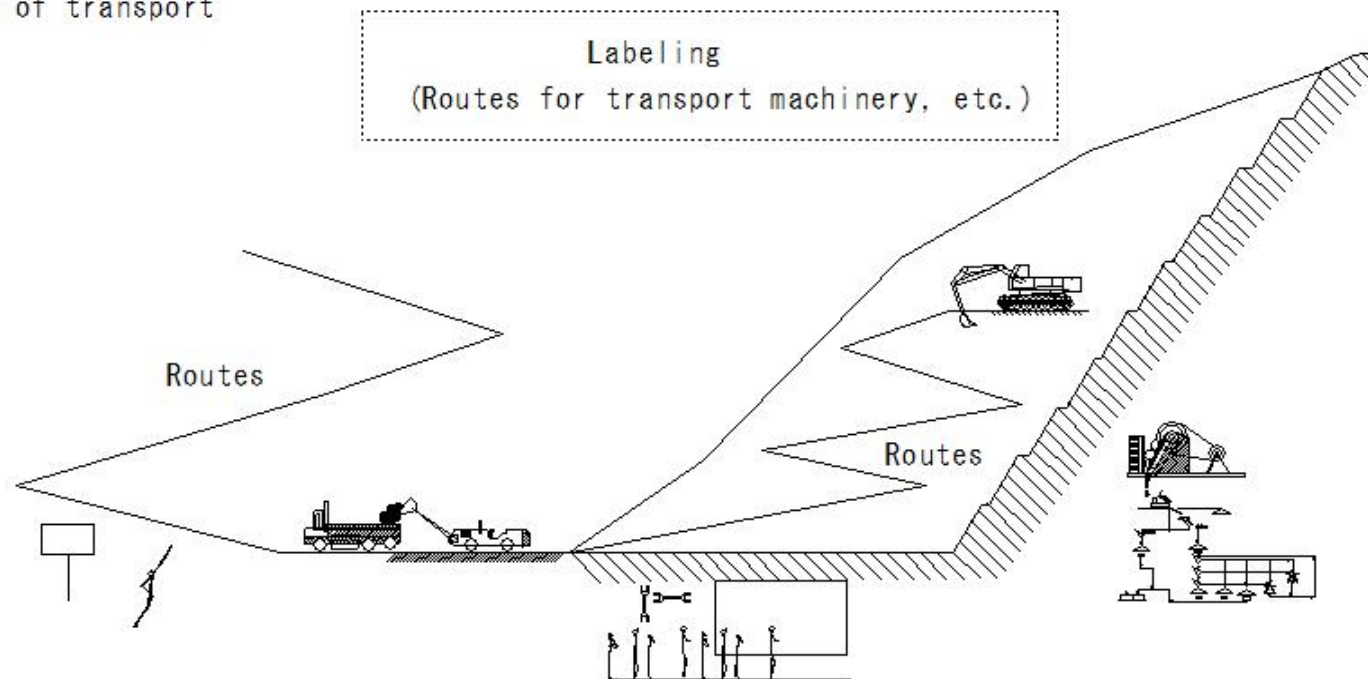 of transport
Labeling
(Routes for transport machinery, etc.)
Routes
Routes